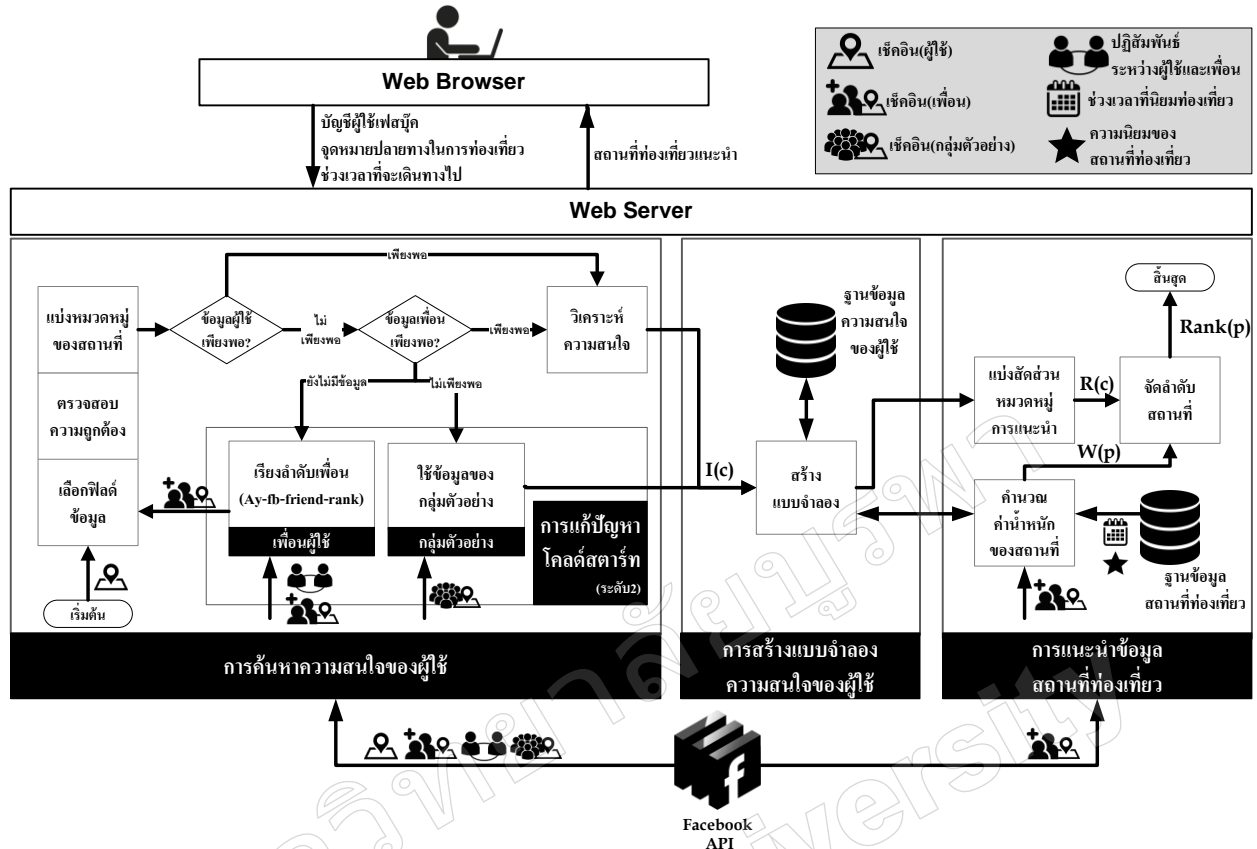 Web Browser
เช็คอิน(ผู้ใช้)
เช็คอิน(เพื่อน)
เช็คอิน(กลุ่มตัวอย่าง)
ปฏิสัมพันธ์
ระหว่างผู้ใช้และเพื่อน
ช่วงเวลาที่นิยมท่องเที่ยว
ความนิยมของ
สถานที่ท่องเที่ยว
บัญชีผู้ใช้เฟสบุ๊ค
จุดหมายปลายทางในการท่องเที่ยว
ช่วงเวลาที่จะเดินทางไป
สถานที่ท่องเที่ยวแนะนำ
Web Server
เพียงพอ
แบ่งหมวดหมู่
ของสถานที่
ข้อมูลผู้ใช้
เพียงพอ?
ไม่
เพียงพอ
ข้อมูลเพื่อน
เพียงพอ?
เพียงพอ
วิเคราะห์
ความสนใจ
ยังไม่มีข้อมูล
ไม่เพียงพอ
ตรวจสอบ
ความถูกต้อง
เลือกฟิลด์
ข้อมูล
เริ่มต้น
เรียงลำดับเพื่อน
(Ay-fb-friend-rank)
เพื่อนผู้ใช้
ใช้ข้อมูลของ
กลุ่มตัวอย่าง
กลุ่มตัวอย่าง
การแก้ปัญหา
โคลด์สตาร์ท
(ระดับ2)
การค้นหาความสนใจของผู้ใช้
I(c)
ฐานข้อมูล
ความสนใจ
ของผู้ใช้
สร้าง
แบบจำลอง
การสร้างแบบจำลอง
ความสนใจของผู้ใช้
สิ้นสุด
Rank(p)
แบ่งสัดส่วน
หมวดหมู่
การแนะนำ
R(c)
จัดลำดับ
สถานที่
W(p)
คำนวณ
ค่าน้ำหนัก
ของสถานที่
ฐานข้อมูล
สถานที่ท่องเที่ยว
การแนะนำข้อมูล
สถานที่ท่องเที่ยว
f
Facebook
API